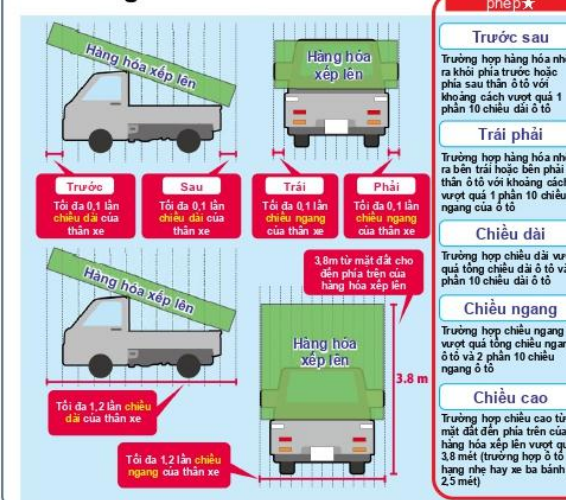 phép★
Hàng hóa xếp lên
Hàng hóa
xếp lên
Trước
Tối đa 0,1 lần
chiều dài của
thân xe
Sau
Tối đa 0,1 lần
chiều dài của
thân xe
Trái
Tối đa 0,1 lần
chiều ngang
của thân xe
Phải
Tối đa 0,1 lần
chiều ngang
của thân xe
Hàng hóa xếp lên
Tối đa 1,2 lần chiều
dài của thân xe
3,8m từ mặt đất cho
đến phía trên của
hàng hóa xếp lên
Hàng hóa
xếp lên
3.8 m
Tối đa 1,2 lần chiều
ngang của thân xe
Trước sau
Trường hợp hàng hóa
ra khỏi phía trước hoặc
phía sau thân ô tô với
khoảng cách vượt quá 1
phần 10 chiều dài ô tô
Trái phải
Trường hợp hàng hóa
ra bên trái hoặc bên phải
thân ô tô với khoảng cách
vượt quá 1 phần 10 chiều
ngang của ô tô
Chiều dài
Trường hợp chiều dài
quá tổng chiều dài ô tô và
phần 10 chiều dài ô tô
Chiều ngang
Trường hợp chiều ngang
vượt quá tổng chiều
ô tô và 2 phần 10 chiều
ngang ô tô
Chiều cao
Trường hợp chiều cao từ
mặt đất đến phía trên của
hàng hóa xếp lên vượt
3,8 mét (trường hợp ô tô
hạng nhẹ hay xe ba bánh
2,5 mét)